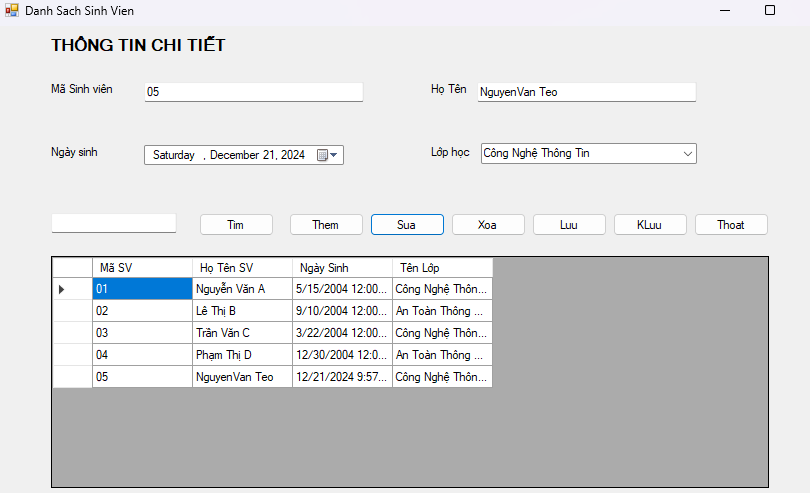 Danh Sach Sinh Vien
THÔNG TIN CHI TIẾT
Mã Sinh viên 05 Họ Tên NguyenVan Teo
Ngày sinh Saturday , December 21, 2024 Lớp học Công Nghệ Thông Tin
Tim Them Sua Xoa Luu KLuu Thoat
Mã SV Họ Tên SV Ngày Sinh Tên Lớp
01 Nguyễn Văn A 5/15/2004 12:00... Công Nghệ Thôn...
02 Lê Thị B 9/10/2004 12:00... An Toàn Thông ...
03 Trần Văn C 3/22/2004 12:00... Công Nghệ Thôn...
04 Phạm Thị D 12/30/2004 12:0... An Toàn Thông ...
05 NguyenVan Teo 12/21/2024 9:57... Công Nghệ Thôn...